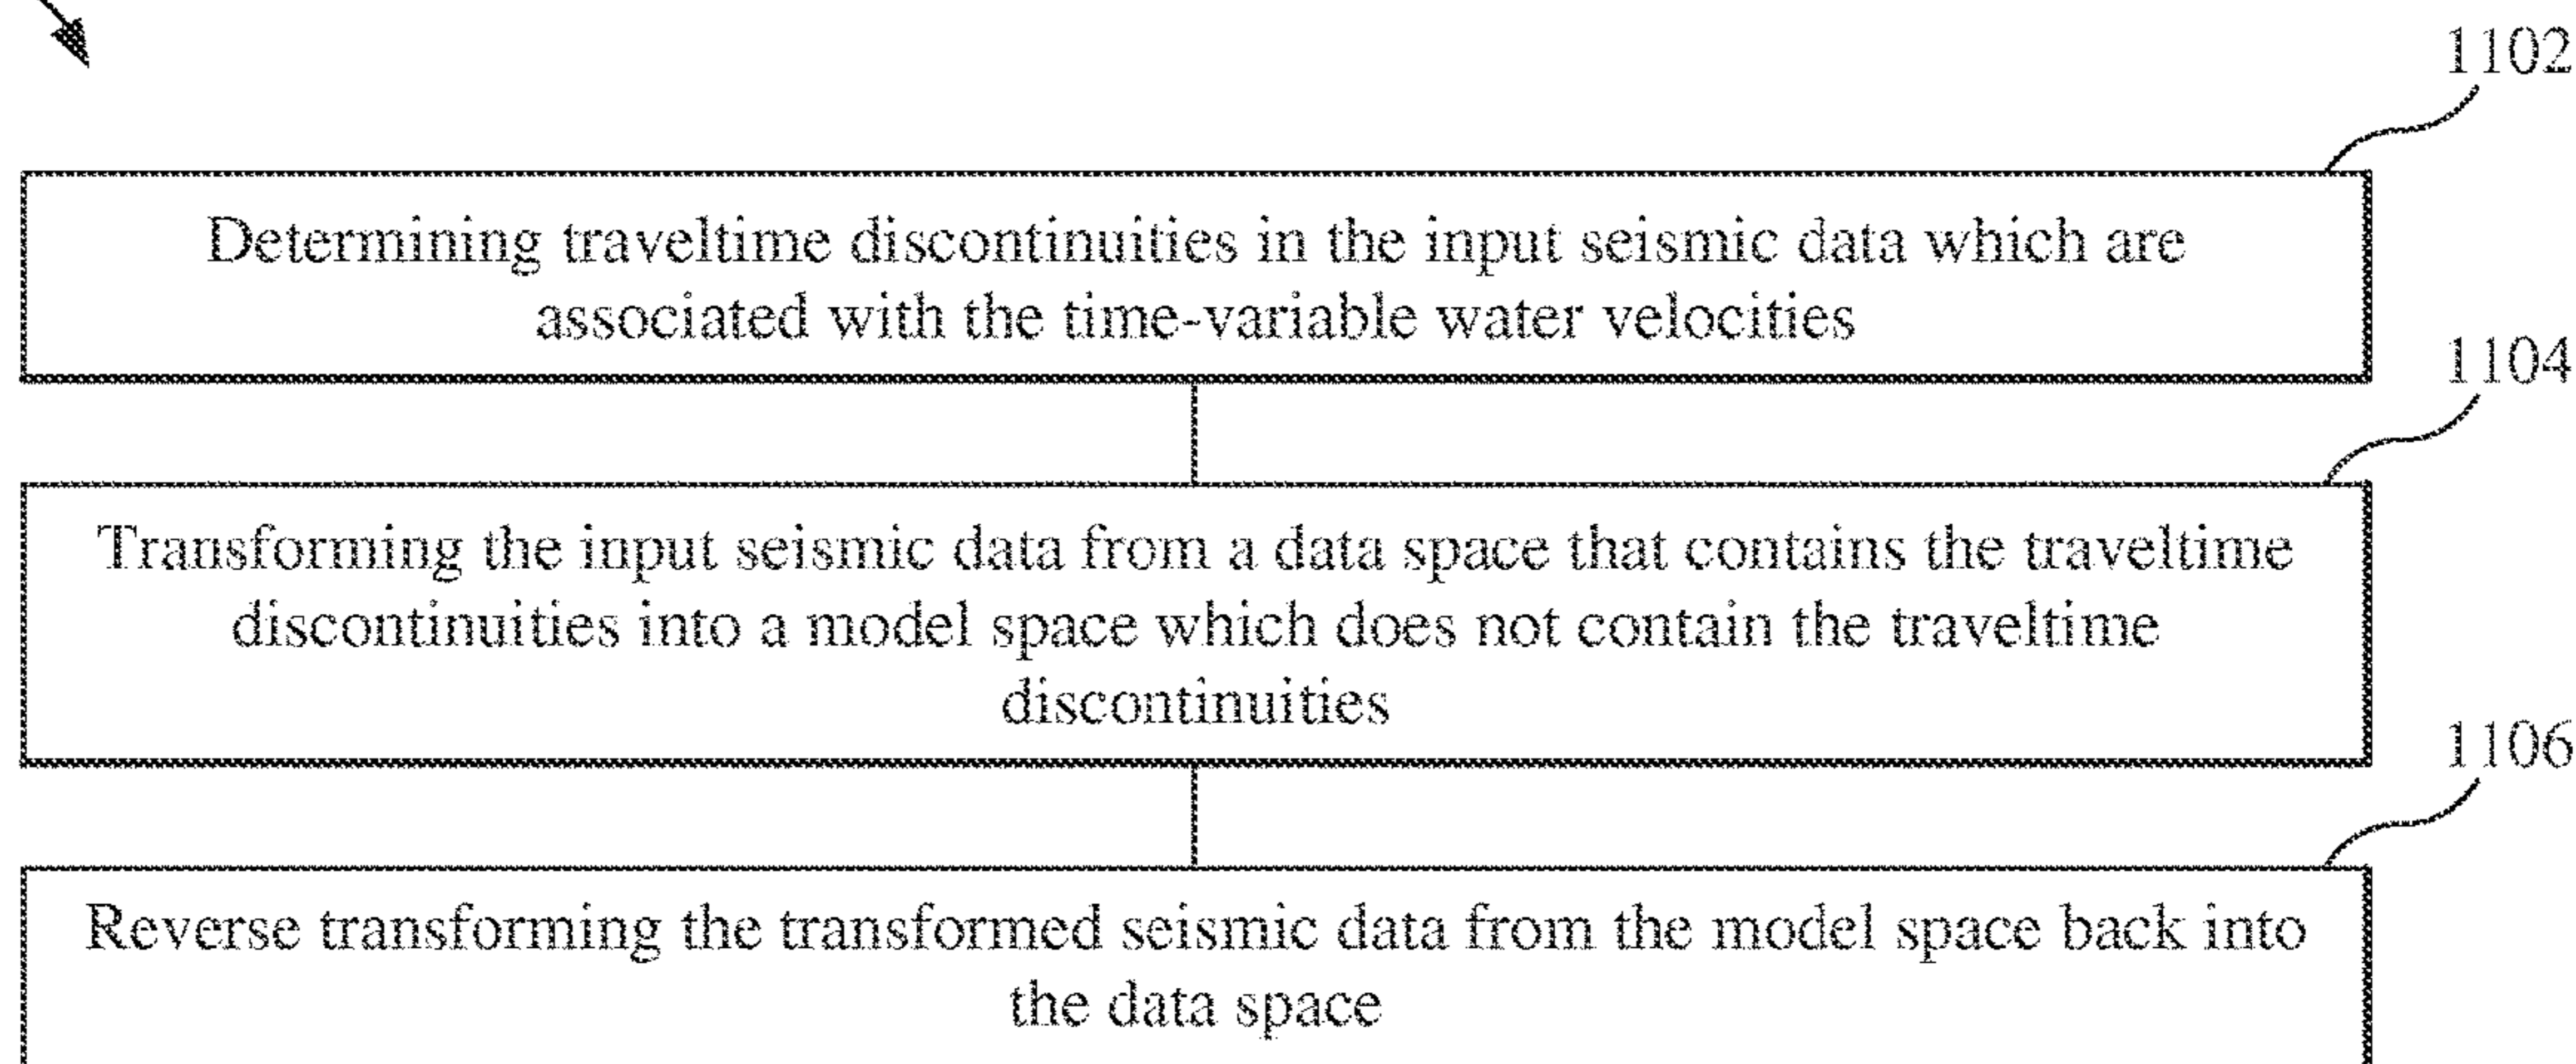 1102
Determining traveltime discontinuities in the input seismic data which are
associated with the time-variable water velocities
1104
Transforming the input seismic data from a data space that contains the traveltime
discontinuities into a model space which does not contain the traveltime
discontinuities
1106
Reverse transforming the transformed seismic data from the model space back into
the data space